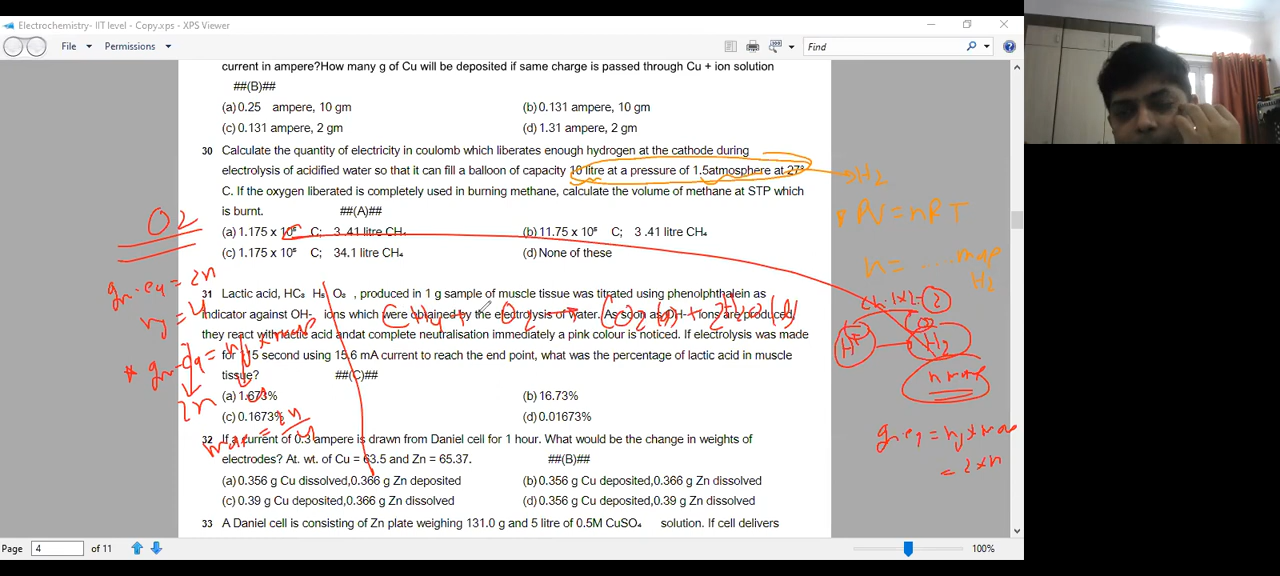 Electrochemistry- IIT level - Copy.xps - XPS Viewer
File Permissions Find
current in ampere?How many g of Cu will be deposited if same charge is passed through Cu + ion solution
##(B)##
(a) 0.25 ampere, 10 gm (b) 0.131 ampere, 10 gm
(c) 0.131 ampere, 2 gm (d) 1.31 ampere, 2 gm
30 Calculate the quantity of electricity in coulomb which liberates enough hydrogen at the cathode during
electrolysis of acidified water so that it can fill a balloon of capacity 10 litre at a pressure of 1.5atmosphere at 27°
C. If the oxygen liberated is completely used in burning methane, calculate the volume of methane at STP which
is burnt. ##(A)##
(a) 1.175 x 10⁵ C; 3 .41 litre CH₄ (b) 11.75 x 10⁵ C; 3 .41 litre CH₄
(c) 1.175 x 10⁵ C; 34.1 litre CH₄ (d) None of these
31 Lactic acid, HC₃ H₅ O₃ , produced in 1 g sample of muscle tissue was titrated using phenolphthalein as
indicator against OH- ions which were obtained by the electrolysis of water. As soon as OH- ions are produced,
they react with lactic acid and at complete neutralisation immediately a pink colour is noticed. If electrolysis was made
for 115 second using 15.6 mA current to reach the end point, what was the percentage of lactic acid in muscle
tissue? ##(C)##
(a) 1.673% (b) 16.73%
(c) 0.1673% (d) 0.01673%
32 If a current of 0.3 ampere is drawn from Daniel cell for 1 hour. What would be the change in weights of
electrodes? At. wt. of Cu = 63.5 and Zn = 65.37. ##(B)##
(a) 0.356 g Cu dissolved,0.366 g Zn deposited (b) 0.356 g Cu deposited,0.366 g Zn dissolved
(c) 0.39 g Cu deposited,0.366 g Zn dissolved (d) 0.356 g Cu deposited,0.39 g Zn dissolved
33 A Daniel cell is consisting of Zn plate weighing 131.0 g and 5 litre of 0.5M CuSO₄ solution. If cell delivers
O2
gm.eq = 2n
nf = 4
2n
CH4 + O2 → CO2(g) + 2H2O(g)
H2
PV = nRT
n = ....
H2
2
H+
H2
= 2 x n
Page 4 of 11 100%